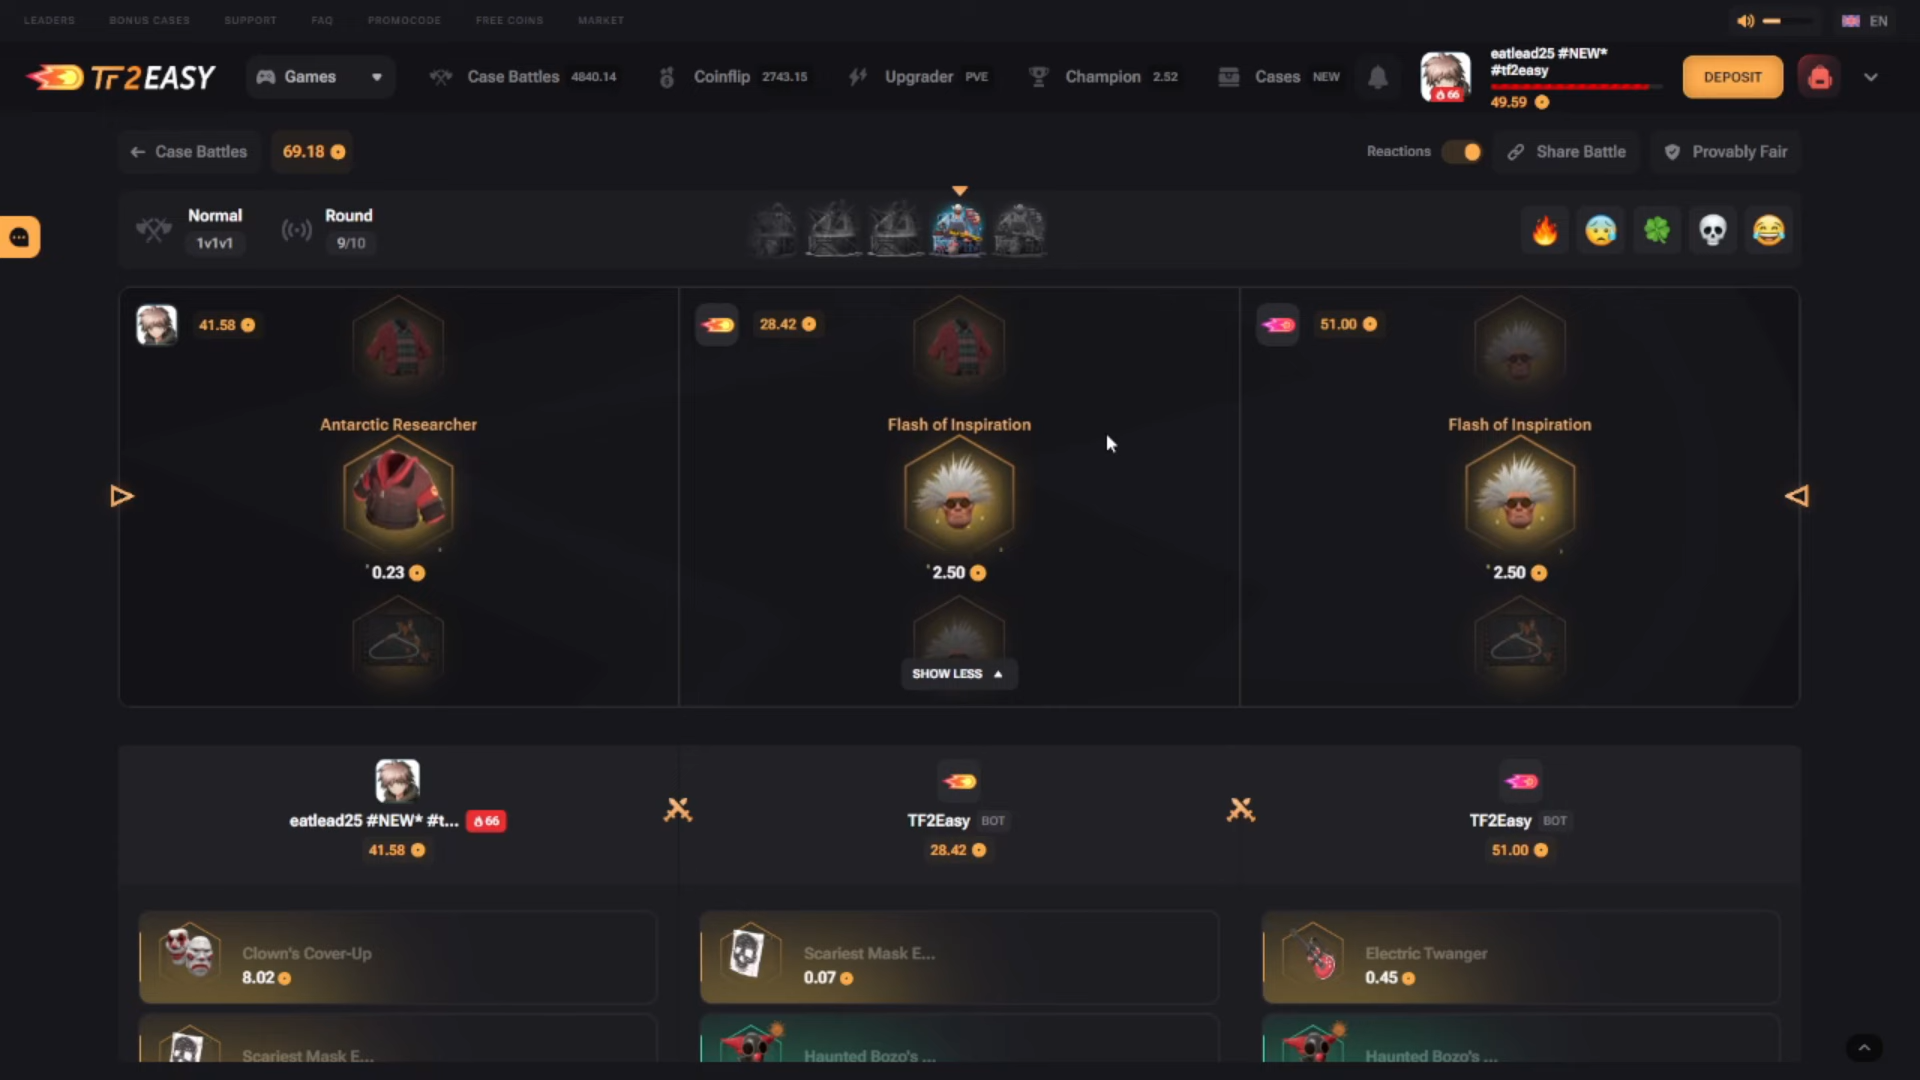 LEADERS BONUS CASES SUPPORT FAQ PROMOCODE FREE COINS MARKET EN
TF2EASY Games Case Battles 4840.14 Coinflip 2743.15 Upgrader PVE Champion 2.52 Cases NEW 66 eatlead25 #NEW* #tf2easy 49.59 DEPOSIT
Case Battles 69.18 Reactions Share Battle Provably Fair
Normal Round
1v1v1 9/10
41.58 28.42 51.00
Antarctic Researcher Flash of Inspiration Flash of Inspiration
0.23 2.50 2.50
SHOW LESS
eatlead25 #NEW* #t... 66 TF2Easy BOT TF2Easy BOT
41.58 28.42 51.00
Clown's Cover-Up Scariest Mask E... Electric Twanger
8.02 0.07 0.45
Scariest Mask E... Haunted Bozo's ... Haunted Bozo's ...